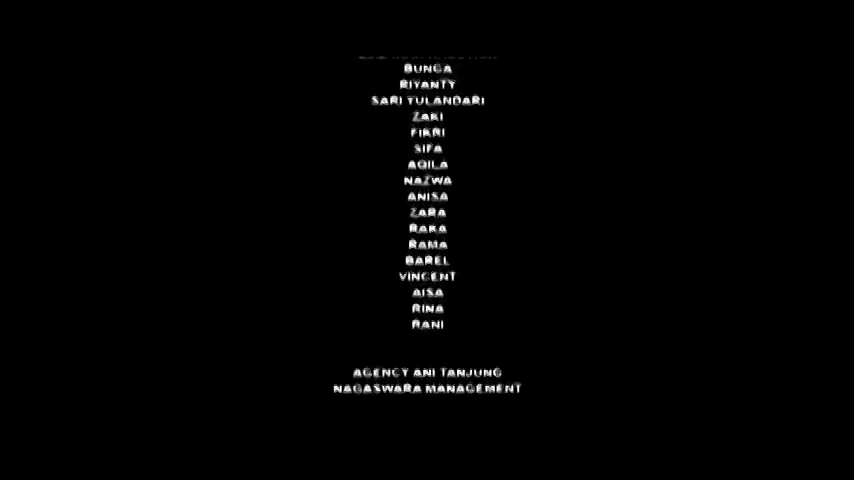 BUNGA
RIYANTY
SARI TULANDARI
ZAKI
FIKRI
SIFA
AQILA
NAZWA
ANISA
ZARA
RAKA
RAMA
BAREL
VINCENT
AISA
RINA
RANI
AGENCY ANI TANJUNG
NAGASWARA MANAGEMENT